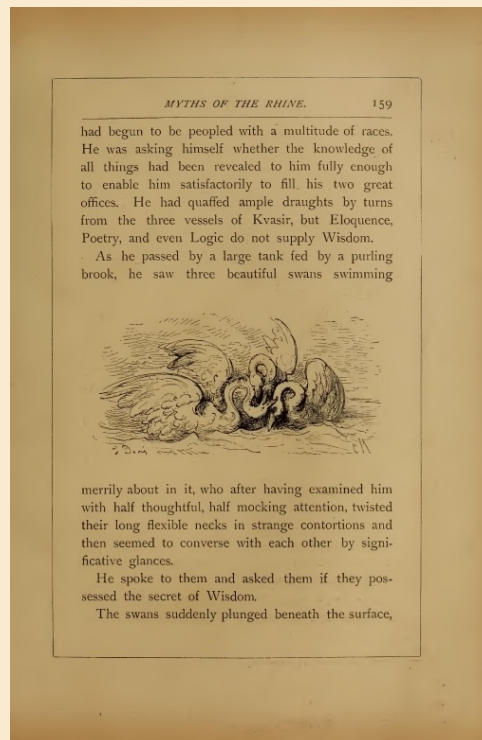 MYTHS OF THE RHINE. 159
had begun to be peopled with a multitude of races.
He was asking himself whether the knowledge of
all things had been revealed to him fully enough
to enable him satisfactorily to fill his two great
offices. He had quaffed ample draughts by turns
from the three vessels of Kvasir, but Eloquence,
Poetry, and even Logic do not supply Wisdom.
As he passed by a large tank fed by a purling
brook, he saw three beautiful swans swimming
merrily about in it, who after having examined him
with half thoughtful, half mocking attention, twisted
their long flexible necks in strange contortions and
then seemed to converse with each other by signi-
ficative glances.
He spoke to them and asked them if they pos-
sessed the secret of Wisdom.
The swans suddenly plunged beneath the surface,